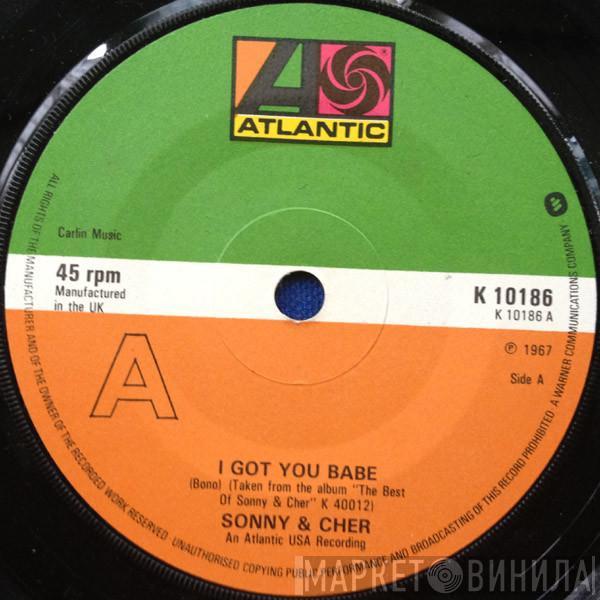 ATLANTIC
Carlin Music
45 rpm
Manufactured
in the UK
K 10186
K 10186 A
℗ 1967
Side A
A
I GOT YOU BABE
(Bono) (Taken from the album "The Best
Of Sonny & Cher" K 40012)
SONNY & CHER
An Atlantic USA Recording
ALL RIGHTS OF THE MANUFACTURER AND OF THE OWNER OF THE RECORDED WORK RESERVED. UNAUTHORISED COPYING PUBLIC PERFORMANCE AND BROADCASTING OF THIS RECORD PROHIBITED A WARNER COMMUNICATIONS COMPANY
МАРКЕТ ВИНИЛА